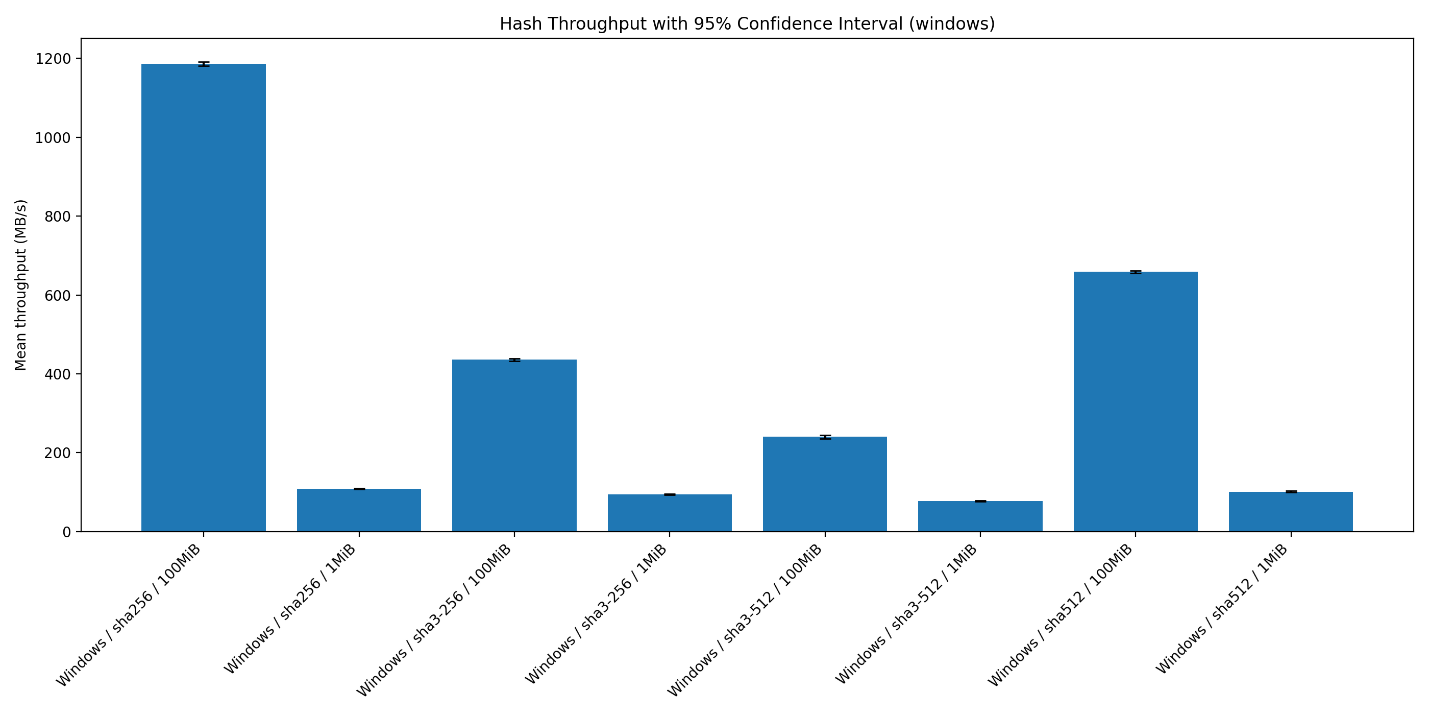 Hash Throughput with 95% Confidence Interval (windows)
Mean throughput (MB/s)
1200
1000
800
600
400
200
0
Windows / sha256 / 100MiB
Windows / sha256 / 1MiB
Windows / sha3-256 / 100MiB
Windows / sha3-256 / 1MiB
Windows / sha3-512 / 100MiB
Windows / sha3-512 / 1MiB
Windows / sha512 / 100MiB
Windows / sha512 / 1MiB